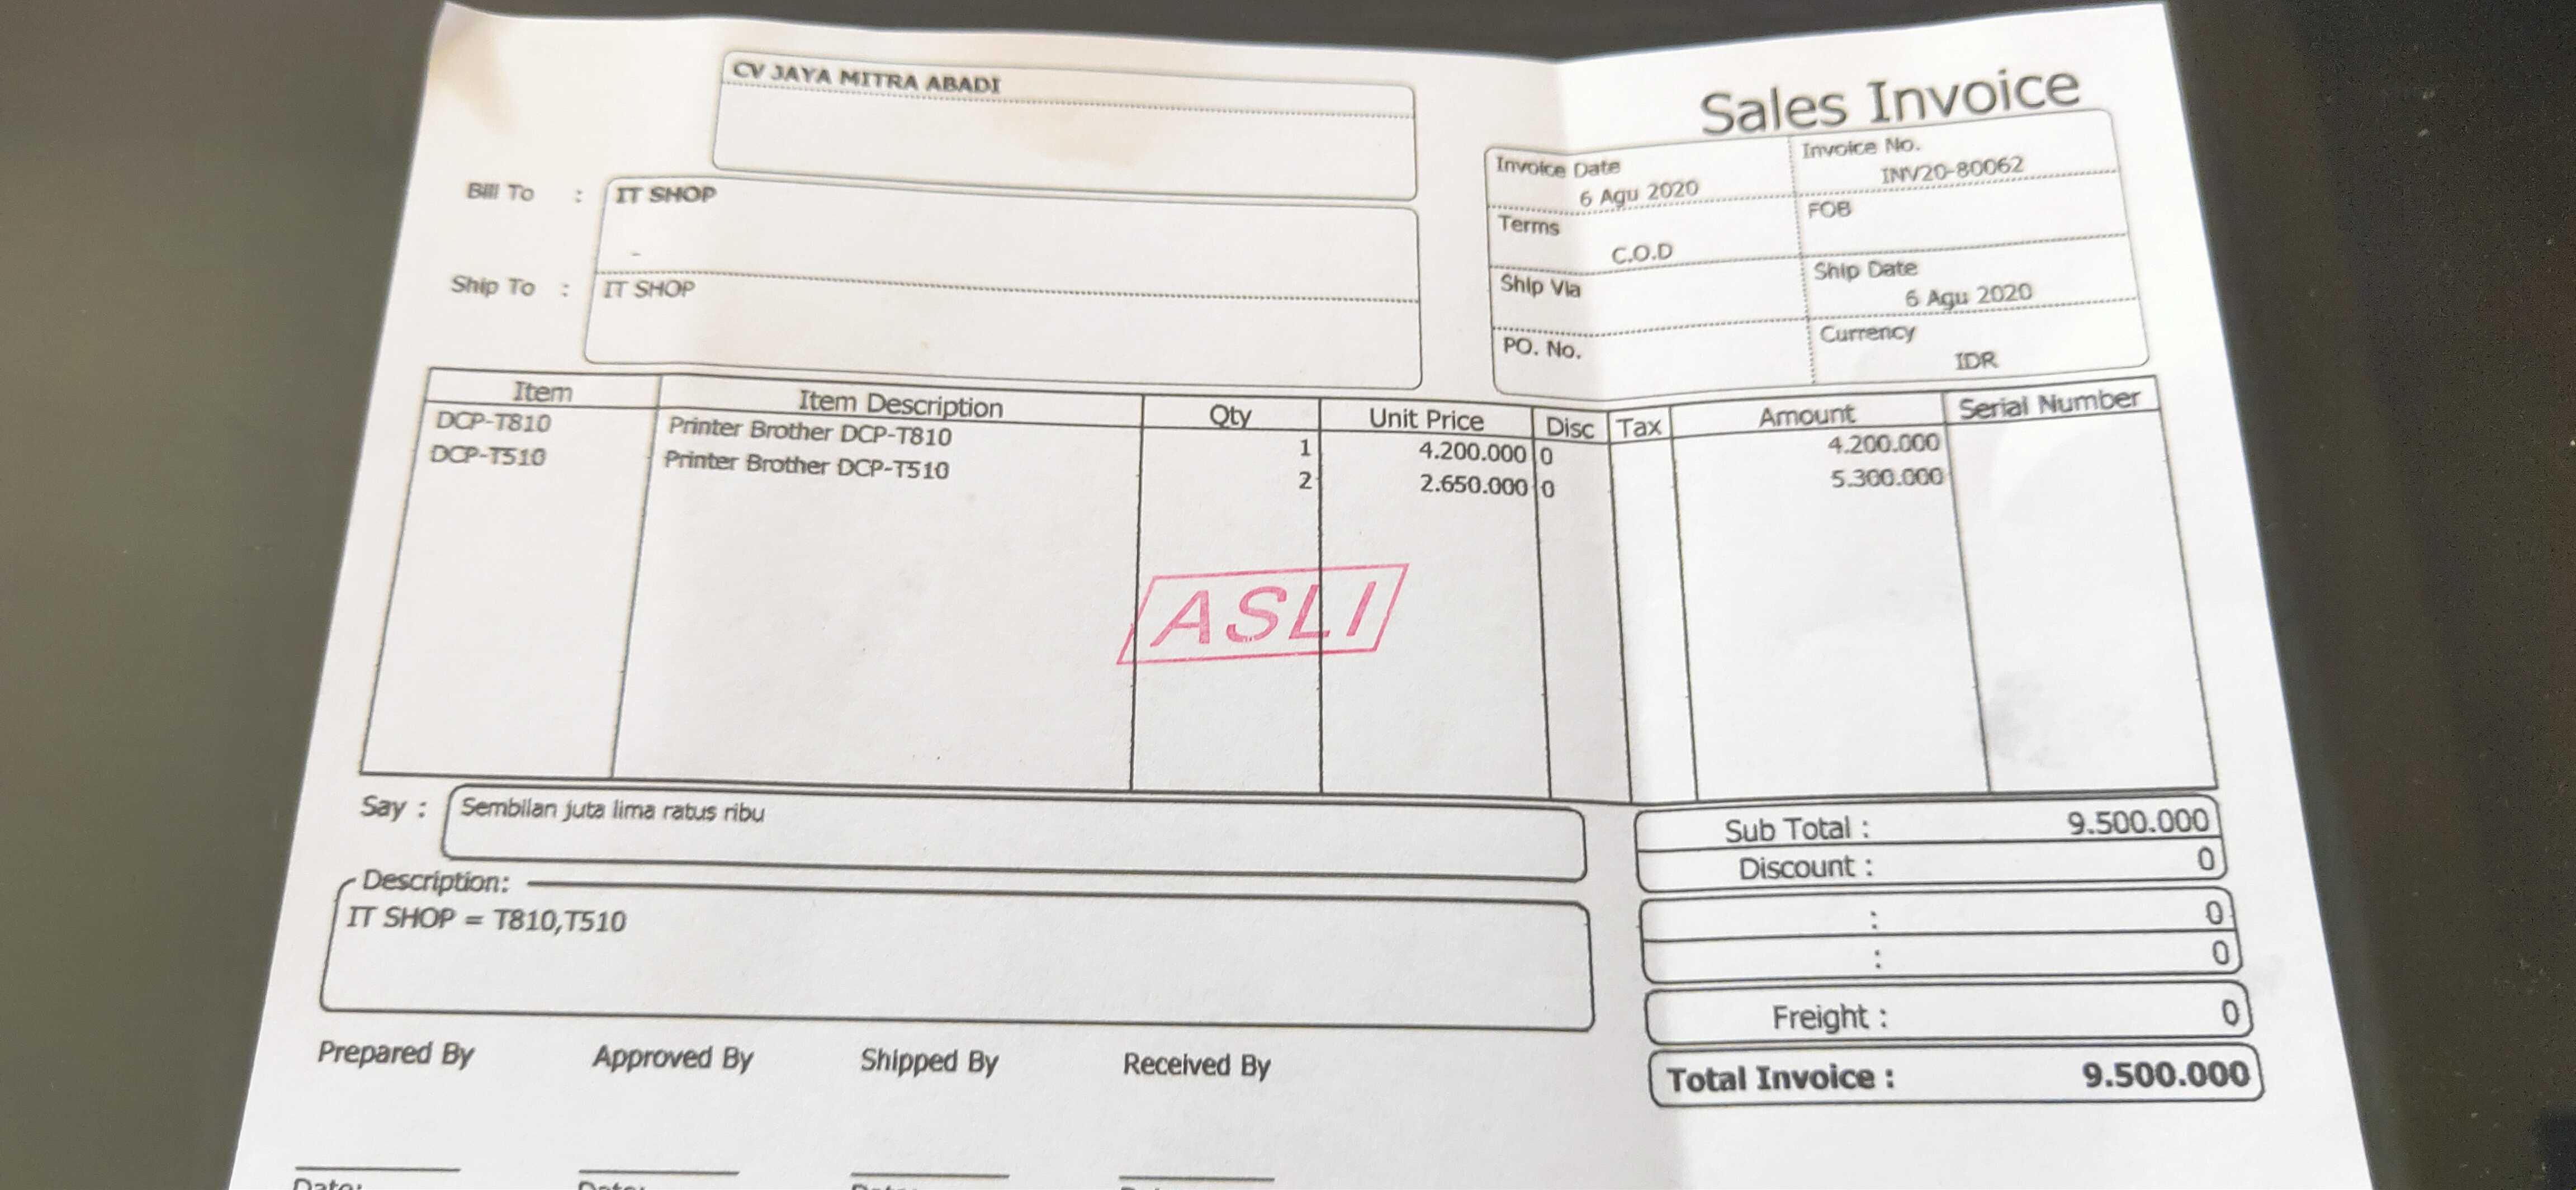 CV JAYA MITRA ABADI
Sales Invoice
Bill To : IT SHOP
-
Ship To : IT SHOP
Invoice Date Invoice No.
6 Agu 2020 INV20-80062
Terms FOB
C.O.D
Ship Via Ship Date
6 Agu 2020
PO. No. Currency
IDR
Item Item Description Qty Unit Price Disc Tax Amount Serial Number
DCP-T810 Printer Brother DCP-T810 1 4.200.000 0 4.200.000
DCP-T510 Printer Brother DCP-T510 2 2.650.000 0 5.300.000
ASLI
Say : Sembilan juta lima ratus ribu
Sub Total : 9.500.000
Discount : 0
: 0
: 0
Freight : 0
Total Invoice : 9.500.000
Description:
IT SHOP = T810,T510
Prepared By Approved By Shipped By Received By
Date: Date: